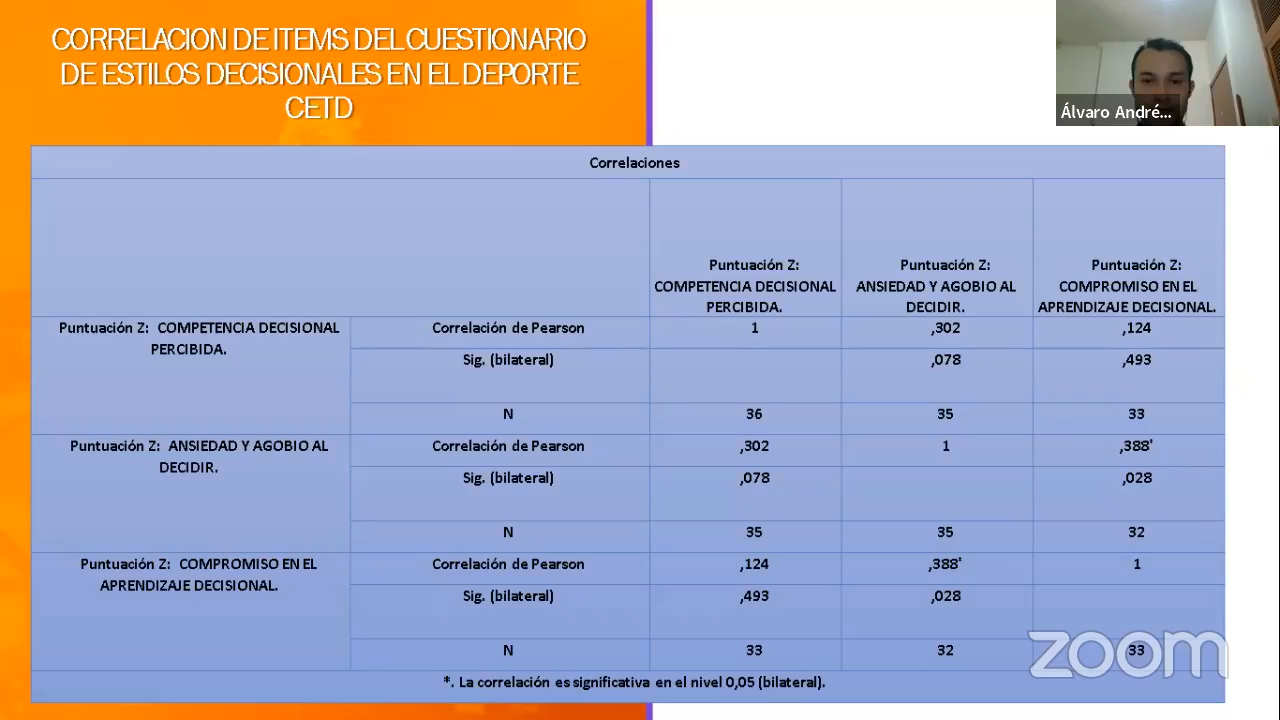 CORRELACION DE ITEMS DEL CUESTIONARIO
DE ESTILOS DECISIONALES EN EL DEPORTE
CETD
Álvaro André...
Correlaciones
Puntuación Z:
COMPETENCIA DECISIONAL
PERCIBIDA.
Puntuación Z:
ANSIEDAD Y AGOBIO AL
DECIDIR.
Puntuación Z:
COMPROMISO EN EL
APRENDIZAJE DECISIONAL.
Puntuación Z: COMPETENCIA DECISIONAL
PERCIBIDA.
Correlación de Pearson 1 ,302 ,124
Sig. (bilateral) ,078 ,493
N 36 35 33
Puntuación Z: ANSIEDAD Y AGOBIO AL
DECIDIR.
Correlación de Pearson ,302 1 ,388*
Sig. (bilateral) ,078 ,028
N 35 35 32
Puntuación Z: COMPROMISO EN EL
APRENDIZAJE DECISIONAL.
Correlación de Pearson ,124 ,388* 1
Sig. (bilateral) ,493 ,028
N 33 32 33
*. La correlación es significativa en el nivel 0,05 (bilateral).
zoom